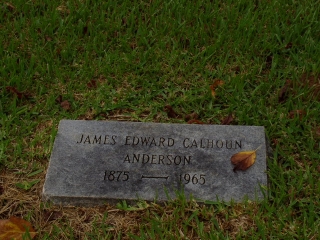 JAMES EDWARD CALHOUN
ANDERSON
1875 — 1965